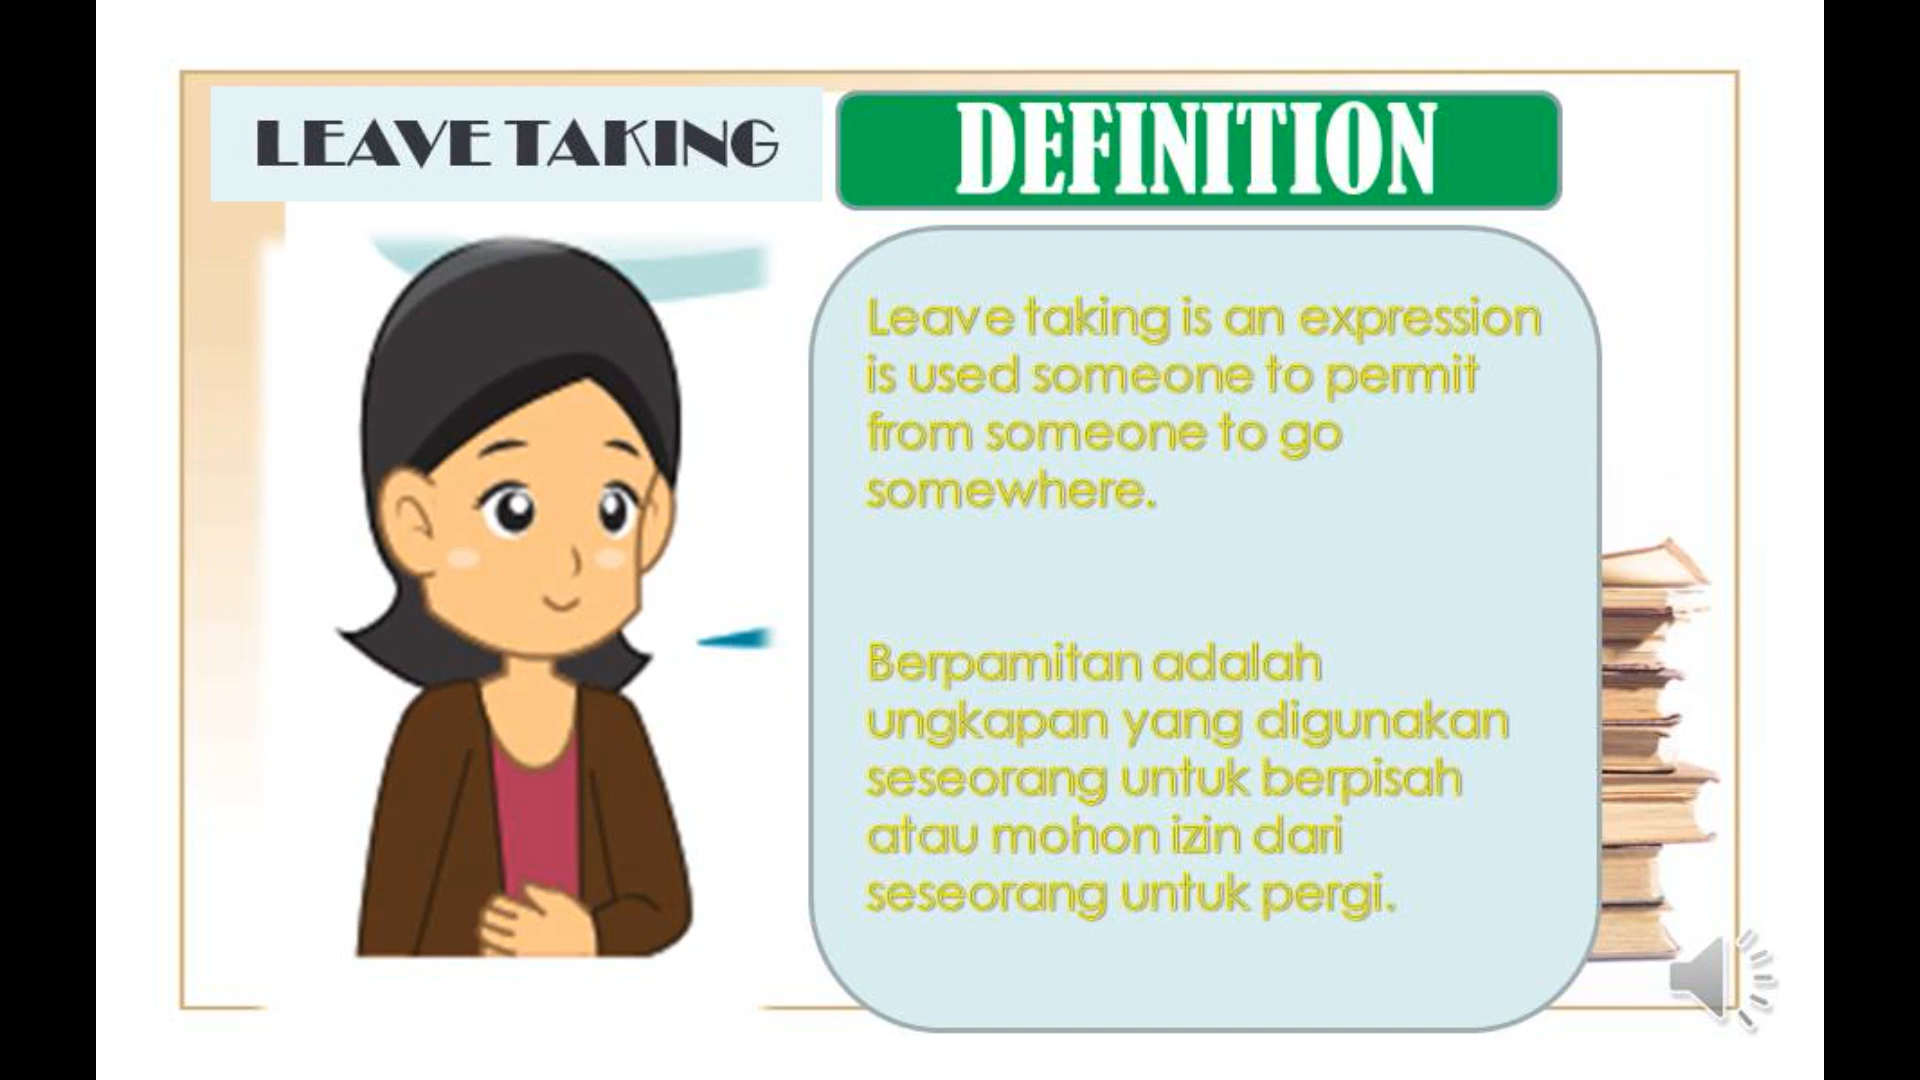 LEAVE TAKING
DEFINITION
Leave taking is an expression
is used someone to permit
from someone to go
somewhere.
Berpamitan adalah
ungkapan yang digunakan
seseorang untuk berpisah
atau mohon izin dari
seseorang untuk pergi.